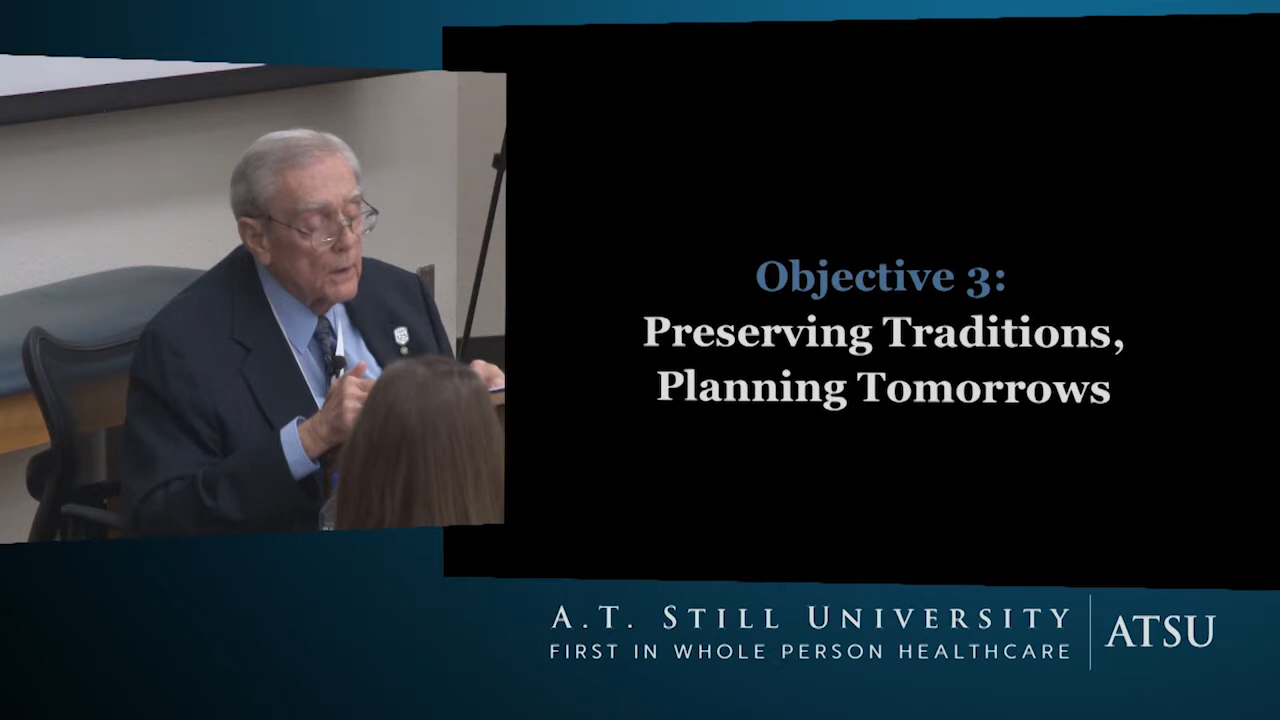 Objective 3:
Preserving Traditions,
Planning Tomorrows
A.T. STILL UNIVERSITY
FIRST IN WHOLE PERSON HEALTHCARE
ATSU